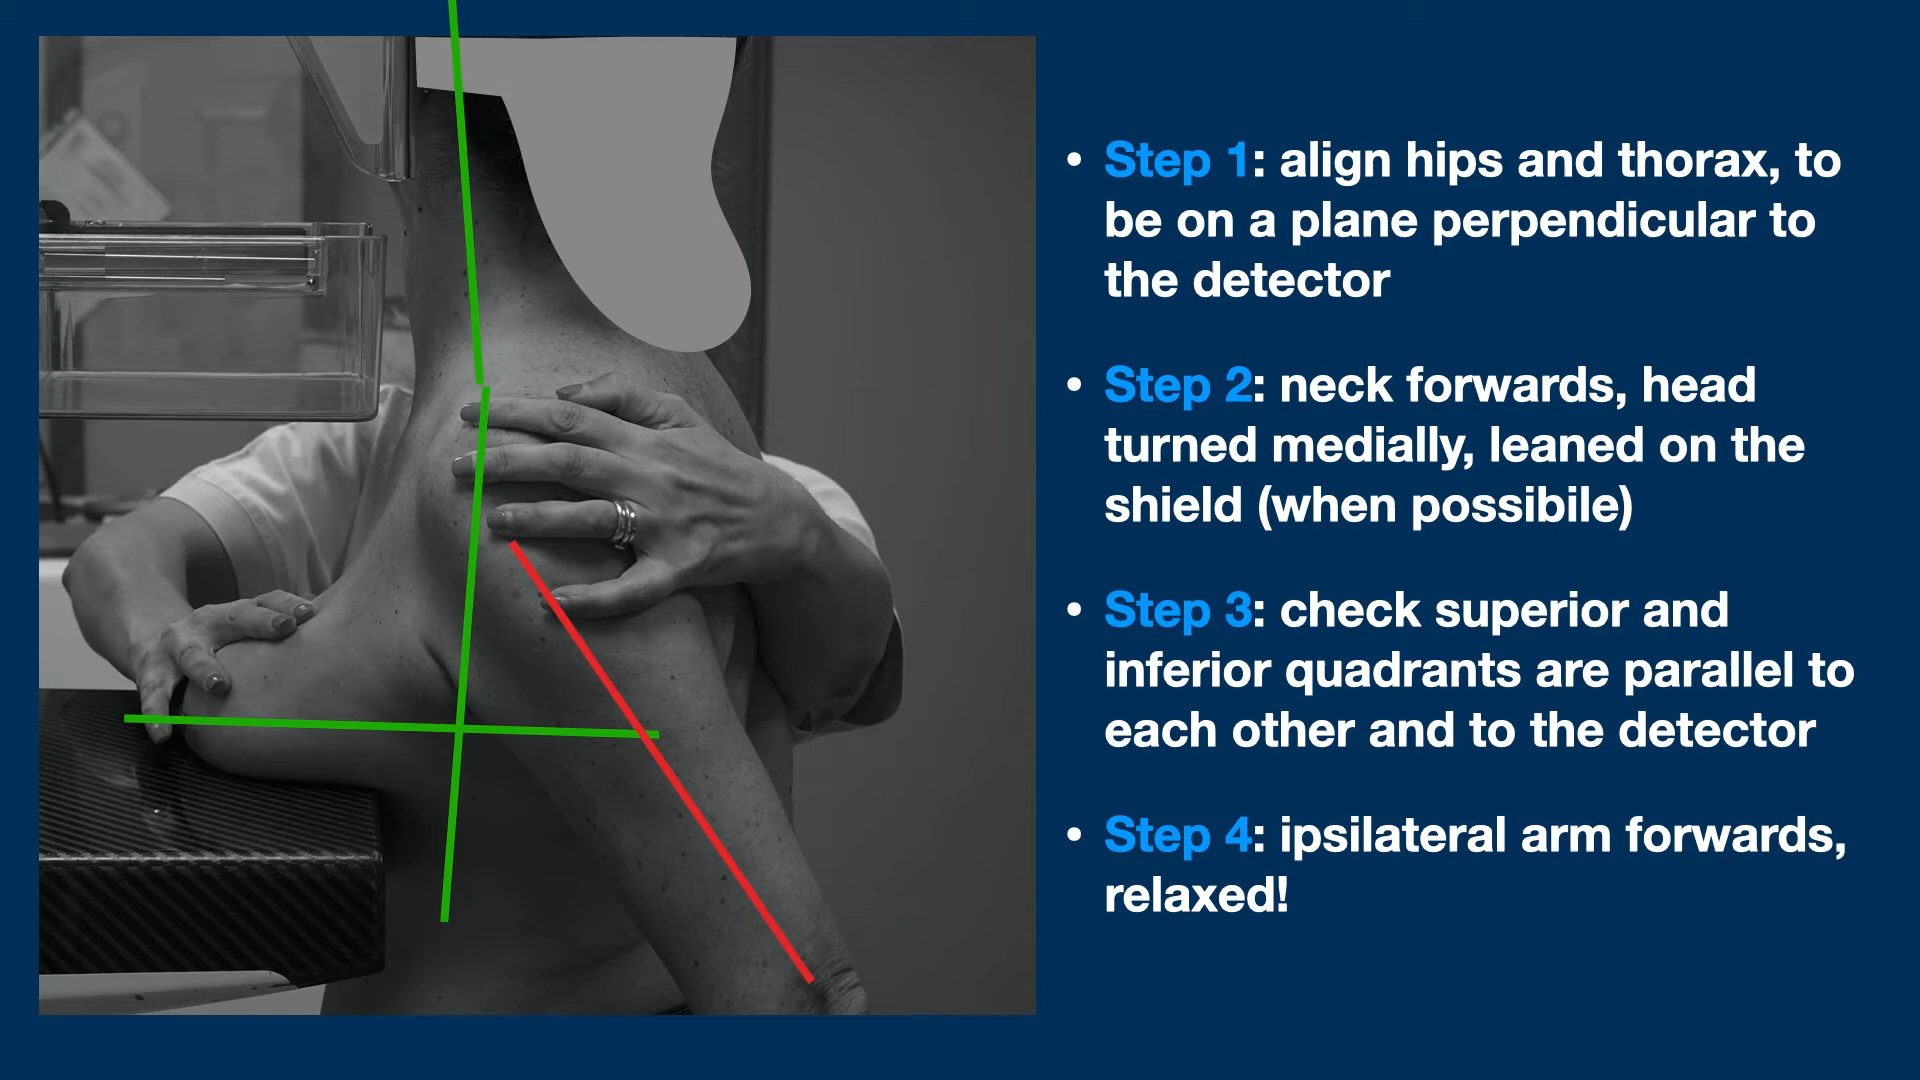 • Step 1: align hips and thorax, to
be on a plane perpendicular to
the detector
• Step 2: neck forwards, head
turned medially, leaned on the
shield (when possibile)
• Step 3: check superior and
inferior quadrants are parallel to
each other and to the detector
• Step 4: ipsilateral arm forwards,
relaxed!